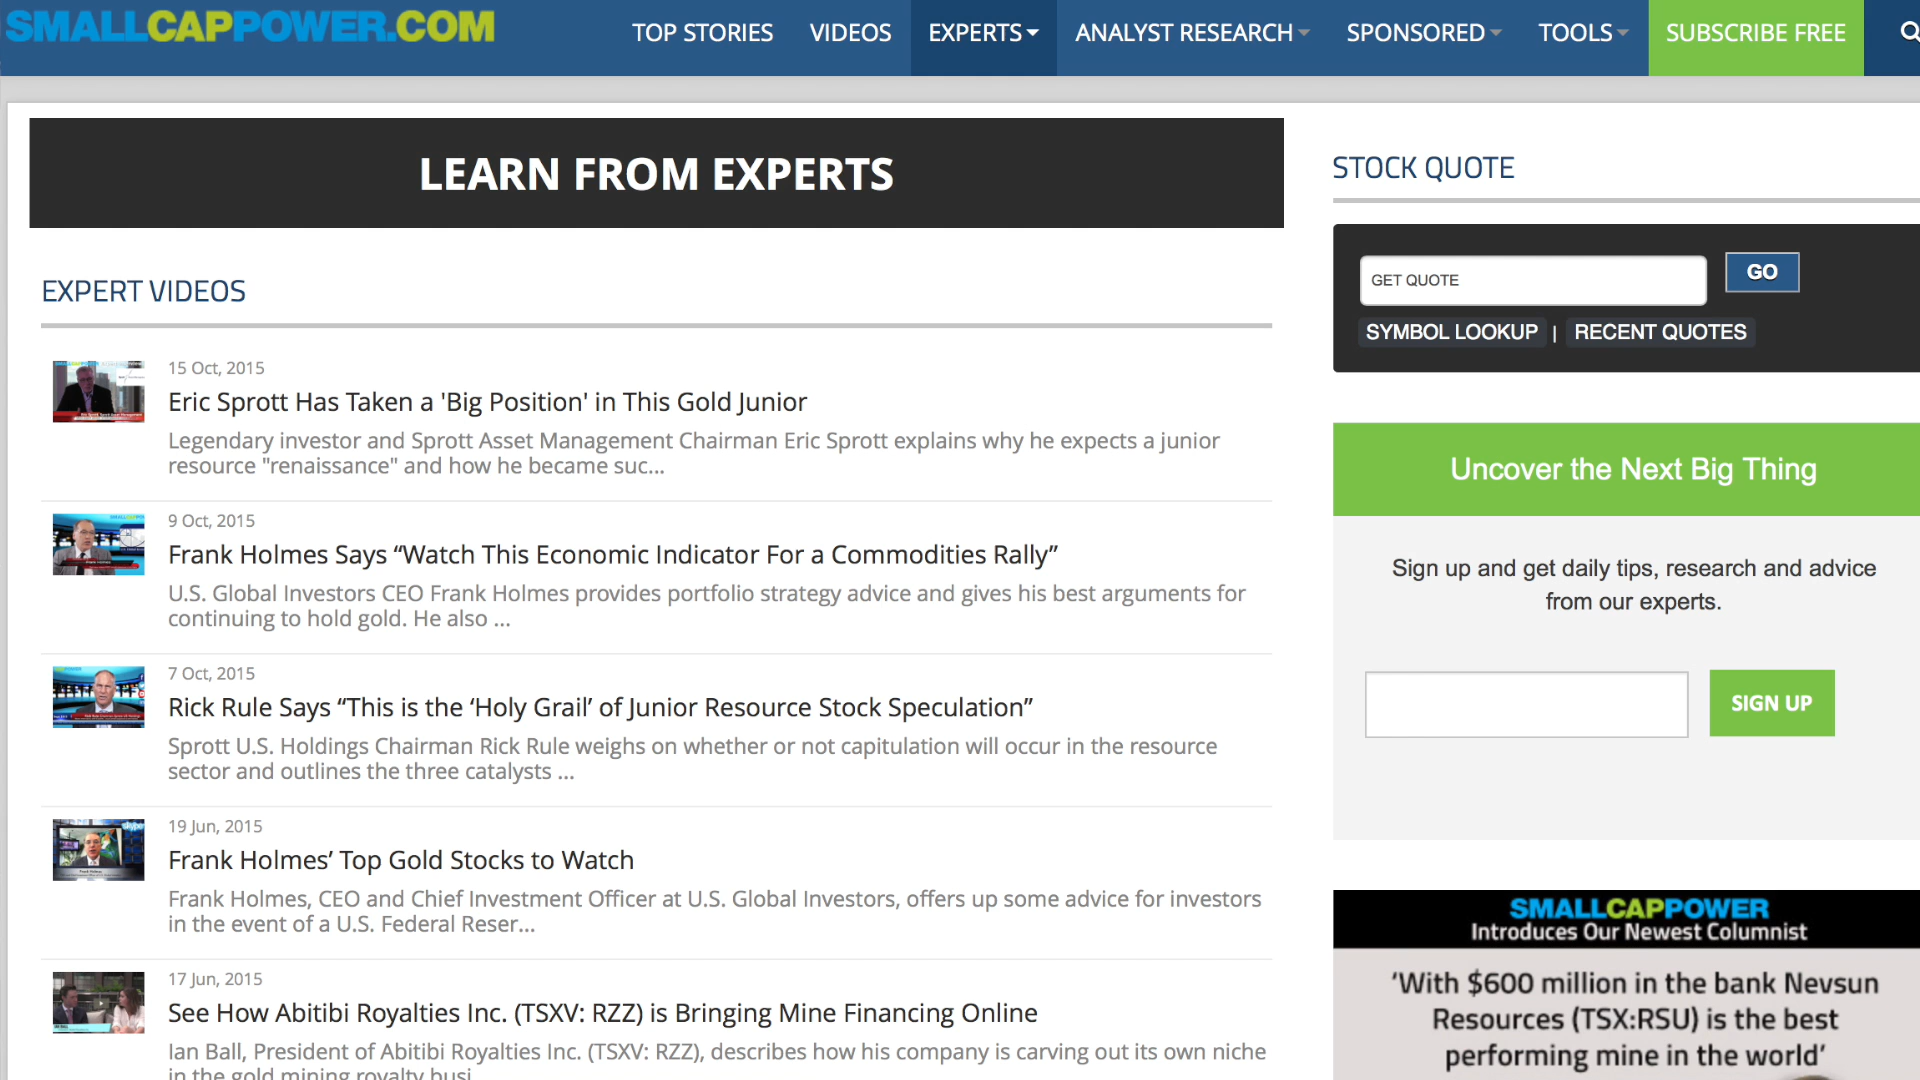 SMALLCAPPOWER.COM
TOP STORIES
VIDEOS
EXPERTS
ANALYST RESEARCH
SPONSORED
TOOLS
SUBSCRIBE FREE
LEARN FROM EXPERTS
EXPERT VIDEOS
15 Oct, 2015
Eric Sprott Has Taken a 'Big Position' in This Gold Junior
Legendary investor and Sprott Asset Management Chairman Eric Sprott explains why he expects a junior
resource "renaissance" and how he became suc...
9 Oct, 2015
Frank Holmes Says “Watch This Economic Indicator For a Commodities Rally”
U.S. Global Investors CEO Frank Holmes provides portfolio strategy advice and gives his best arguments for
continuing to hold gold. He also ...
7 Oct, 2015
Rick Rule Says “This is the ‘Holy Grail’ of Junior Resource Stock Speculation”
Sprott U.S. Holdings Chairman Rick Rule weighs on whether or not capitulation will occur in the resource
sector and outlines the three catalysts ...
19 Jun, 2015
Frank Holmes’ Top Gold Stocks to Watch
Frank Holmes, CEO and Chief Investment Officer at U.S. Global Investors, offers up some advice for investors
in the event of a U.S. Federal Reser...
17 Jun, 2015
See How Abitibi Royalties Inc. (TSXV: RZZ) is Bringing Mine Financing Online
Ian Ball, President of Abitibi Royalties Inc. (TSXV: RZZ), describes how his company is carving out its own niche
in the gold mining royalty busi
STOCK QUOTE
GET QUOTE
GO
SYMBOL LOOKUP | RECENT QUOTES
Uncover the Next Big Thing
Sign up and get daily tips, research and advice
from our experts.
SIGN UP
SMALLCAPPOWER
Introduces Our Newest Columnist
‘With $600 million in the bank Nevsun
Resources (TSX:RSU) is the best
performing mine in the world’